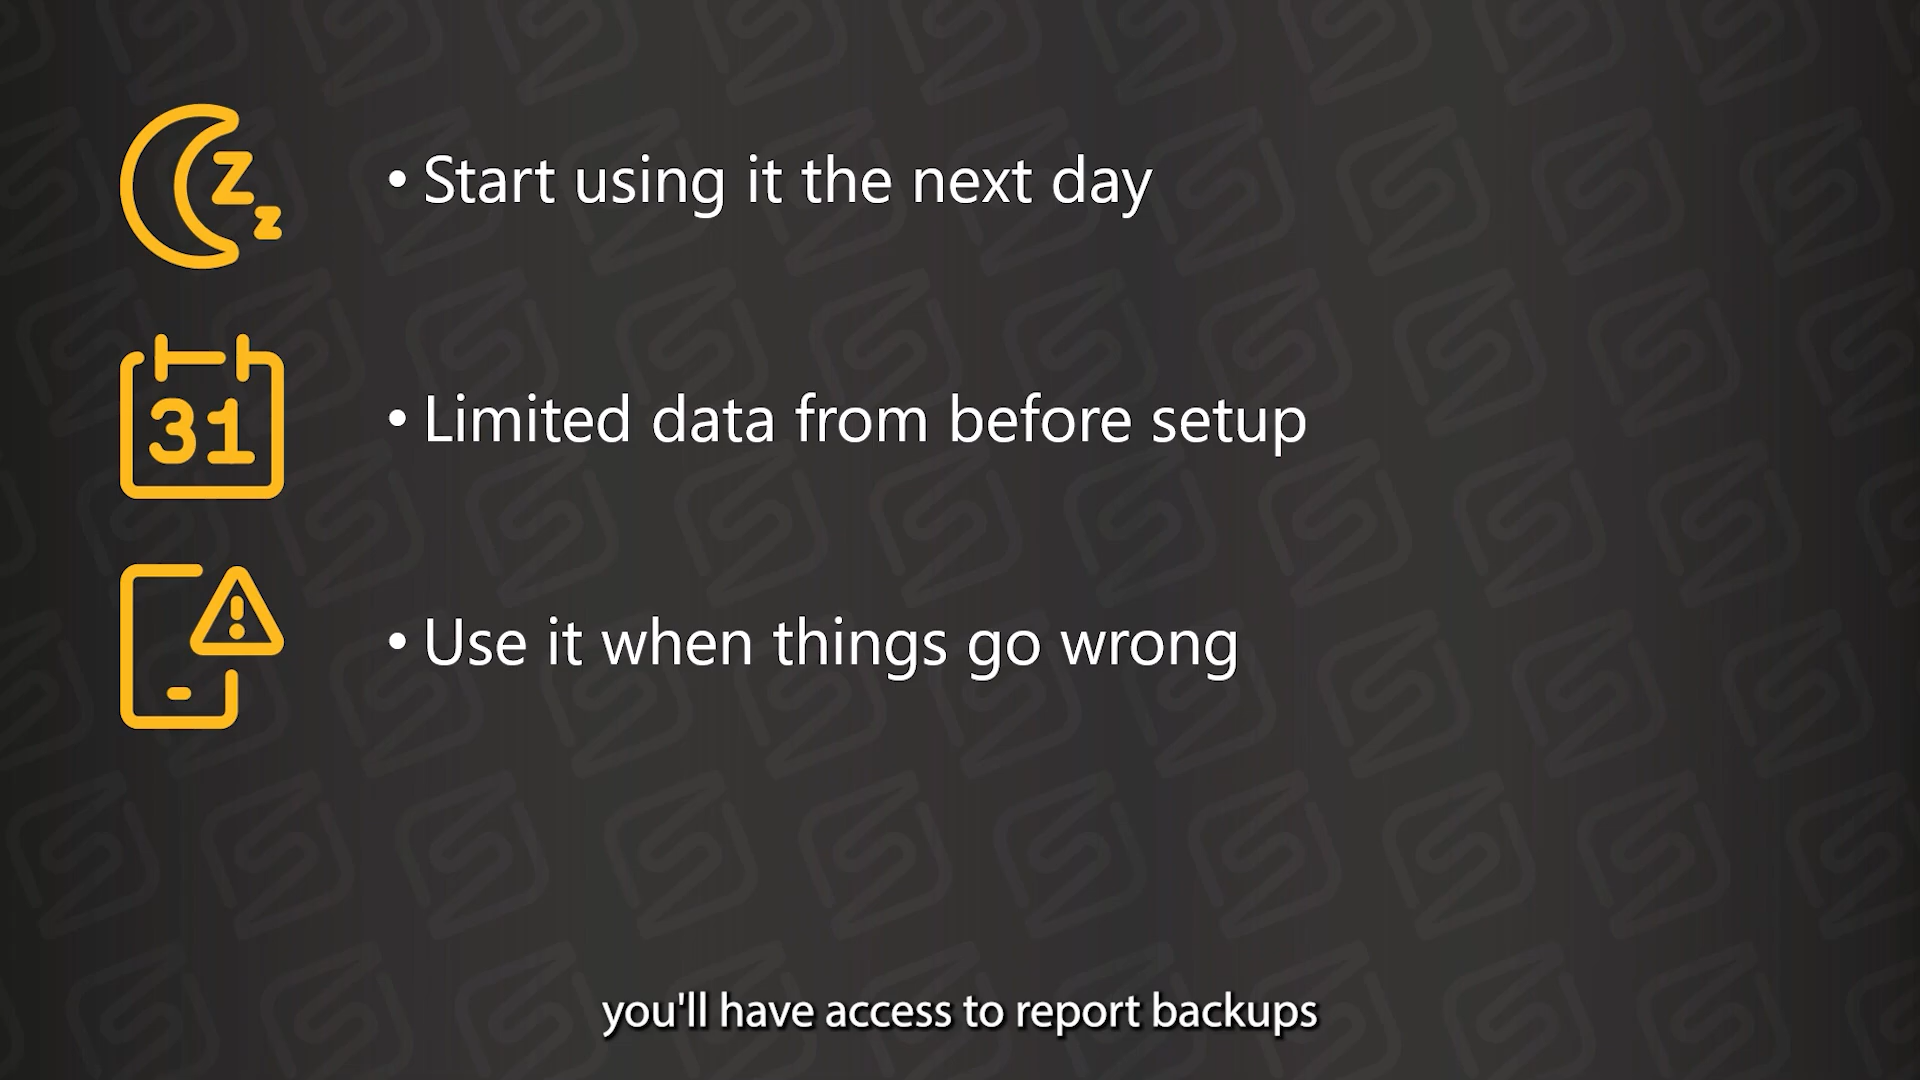 z
z
• Start using it the next day
31
• Limited data from before setup
• Use it when things go wrong
you'll have access to report backups